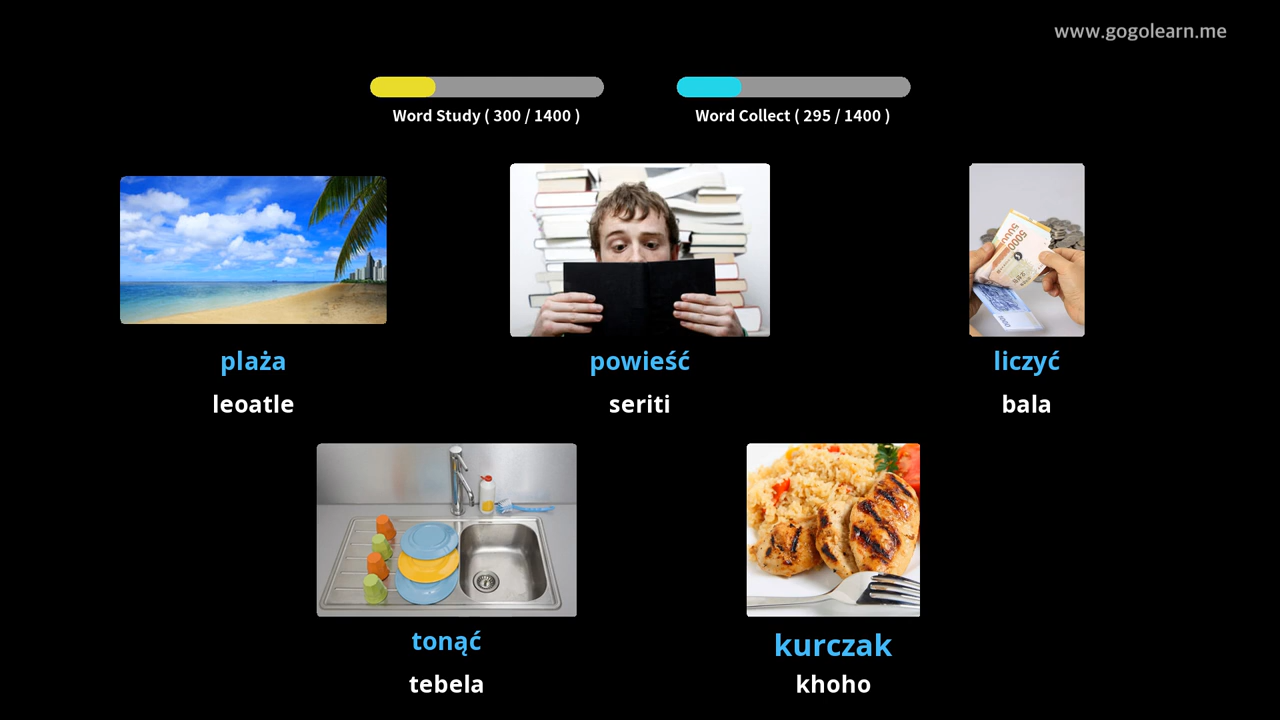 www.gogolearn.me
Word Study ( 300 / 1400 )
Word Collect ( 295 / 1400 )
plaża
leoatle
powieść
seriti
liczyć
bala
tonąć
tebela
kurczak
khoho